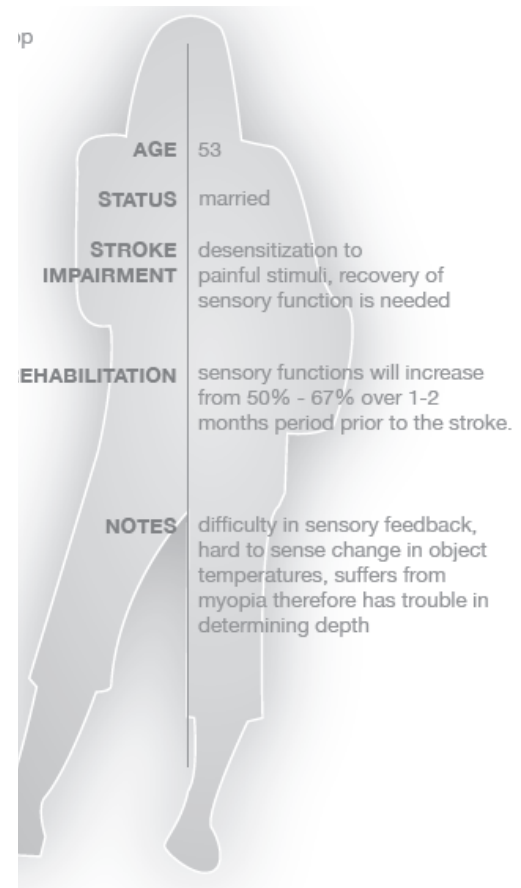 op
AGE 53
STATUS married
STROKE desensitization to
IMPAIRMENT painful stimuli, recovery of
sensory function is needed
EHABILITATION sensory functions will increase
from 50% - 67% over 1-2
months period prior to the stroke.
NOTES difficulty in sensory feedback,
hard to sense change in object
temperatures, suffers from
myopia therefore has trouble in
determining depth